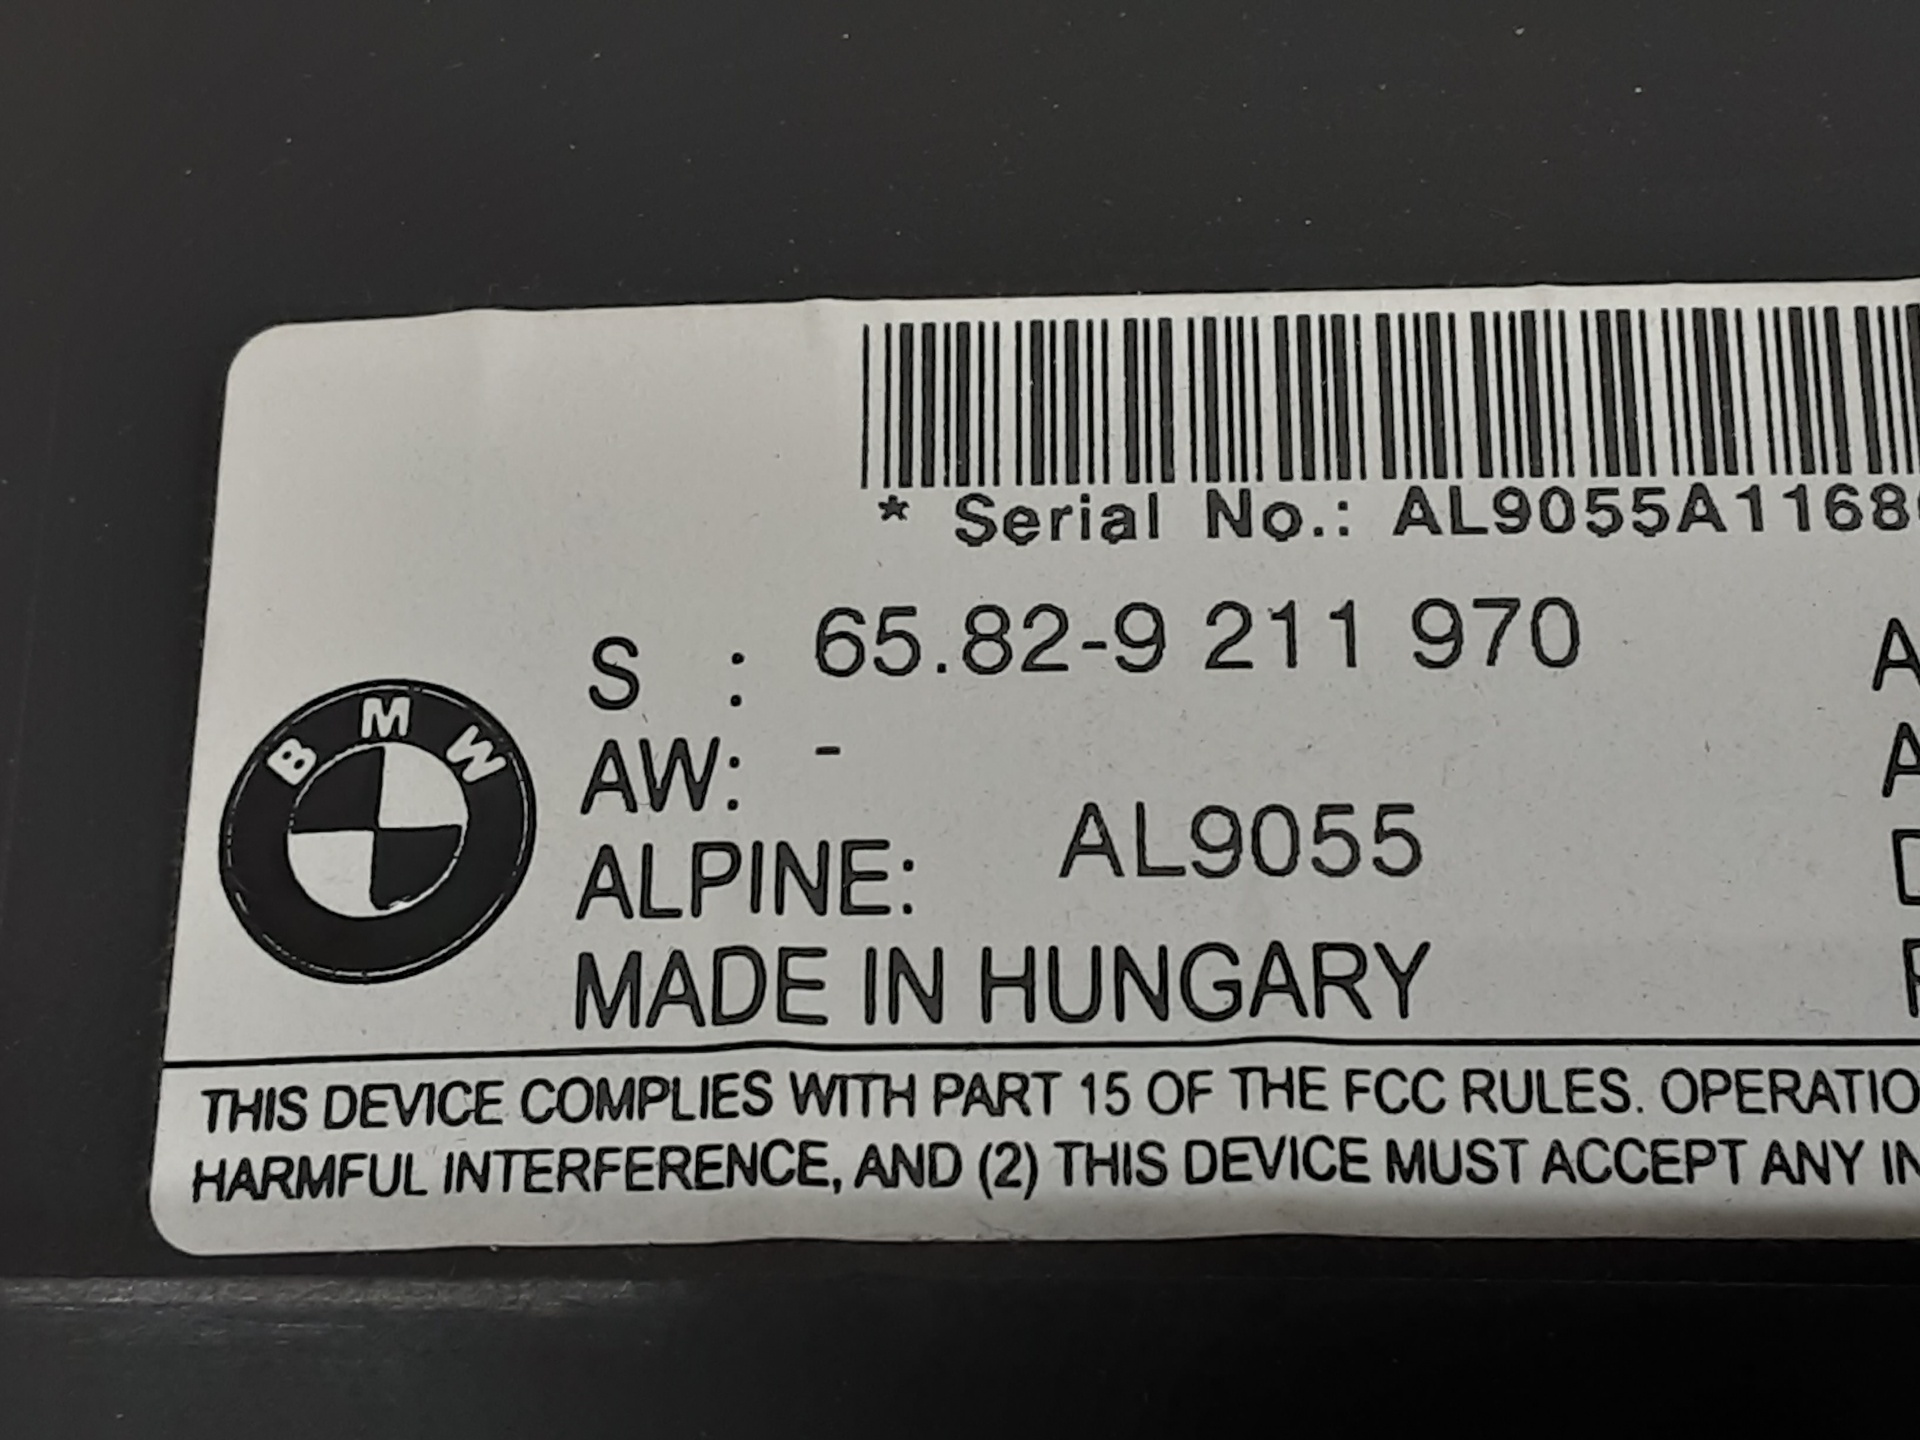 * Serial No.: AL9055A1168
S : 65.82-9 211 970
AW: -
ALPINE: AL9055
MADE IN HUNGARY
BMW
THIS DEVICE COMPLIES WITH PART 15 OF THE FCC RULES. OPERATIO
HARMFUL INTERFERENCE, AND (2) THIS DEVICE MUST ACCEPT ANY IN